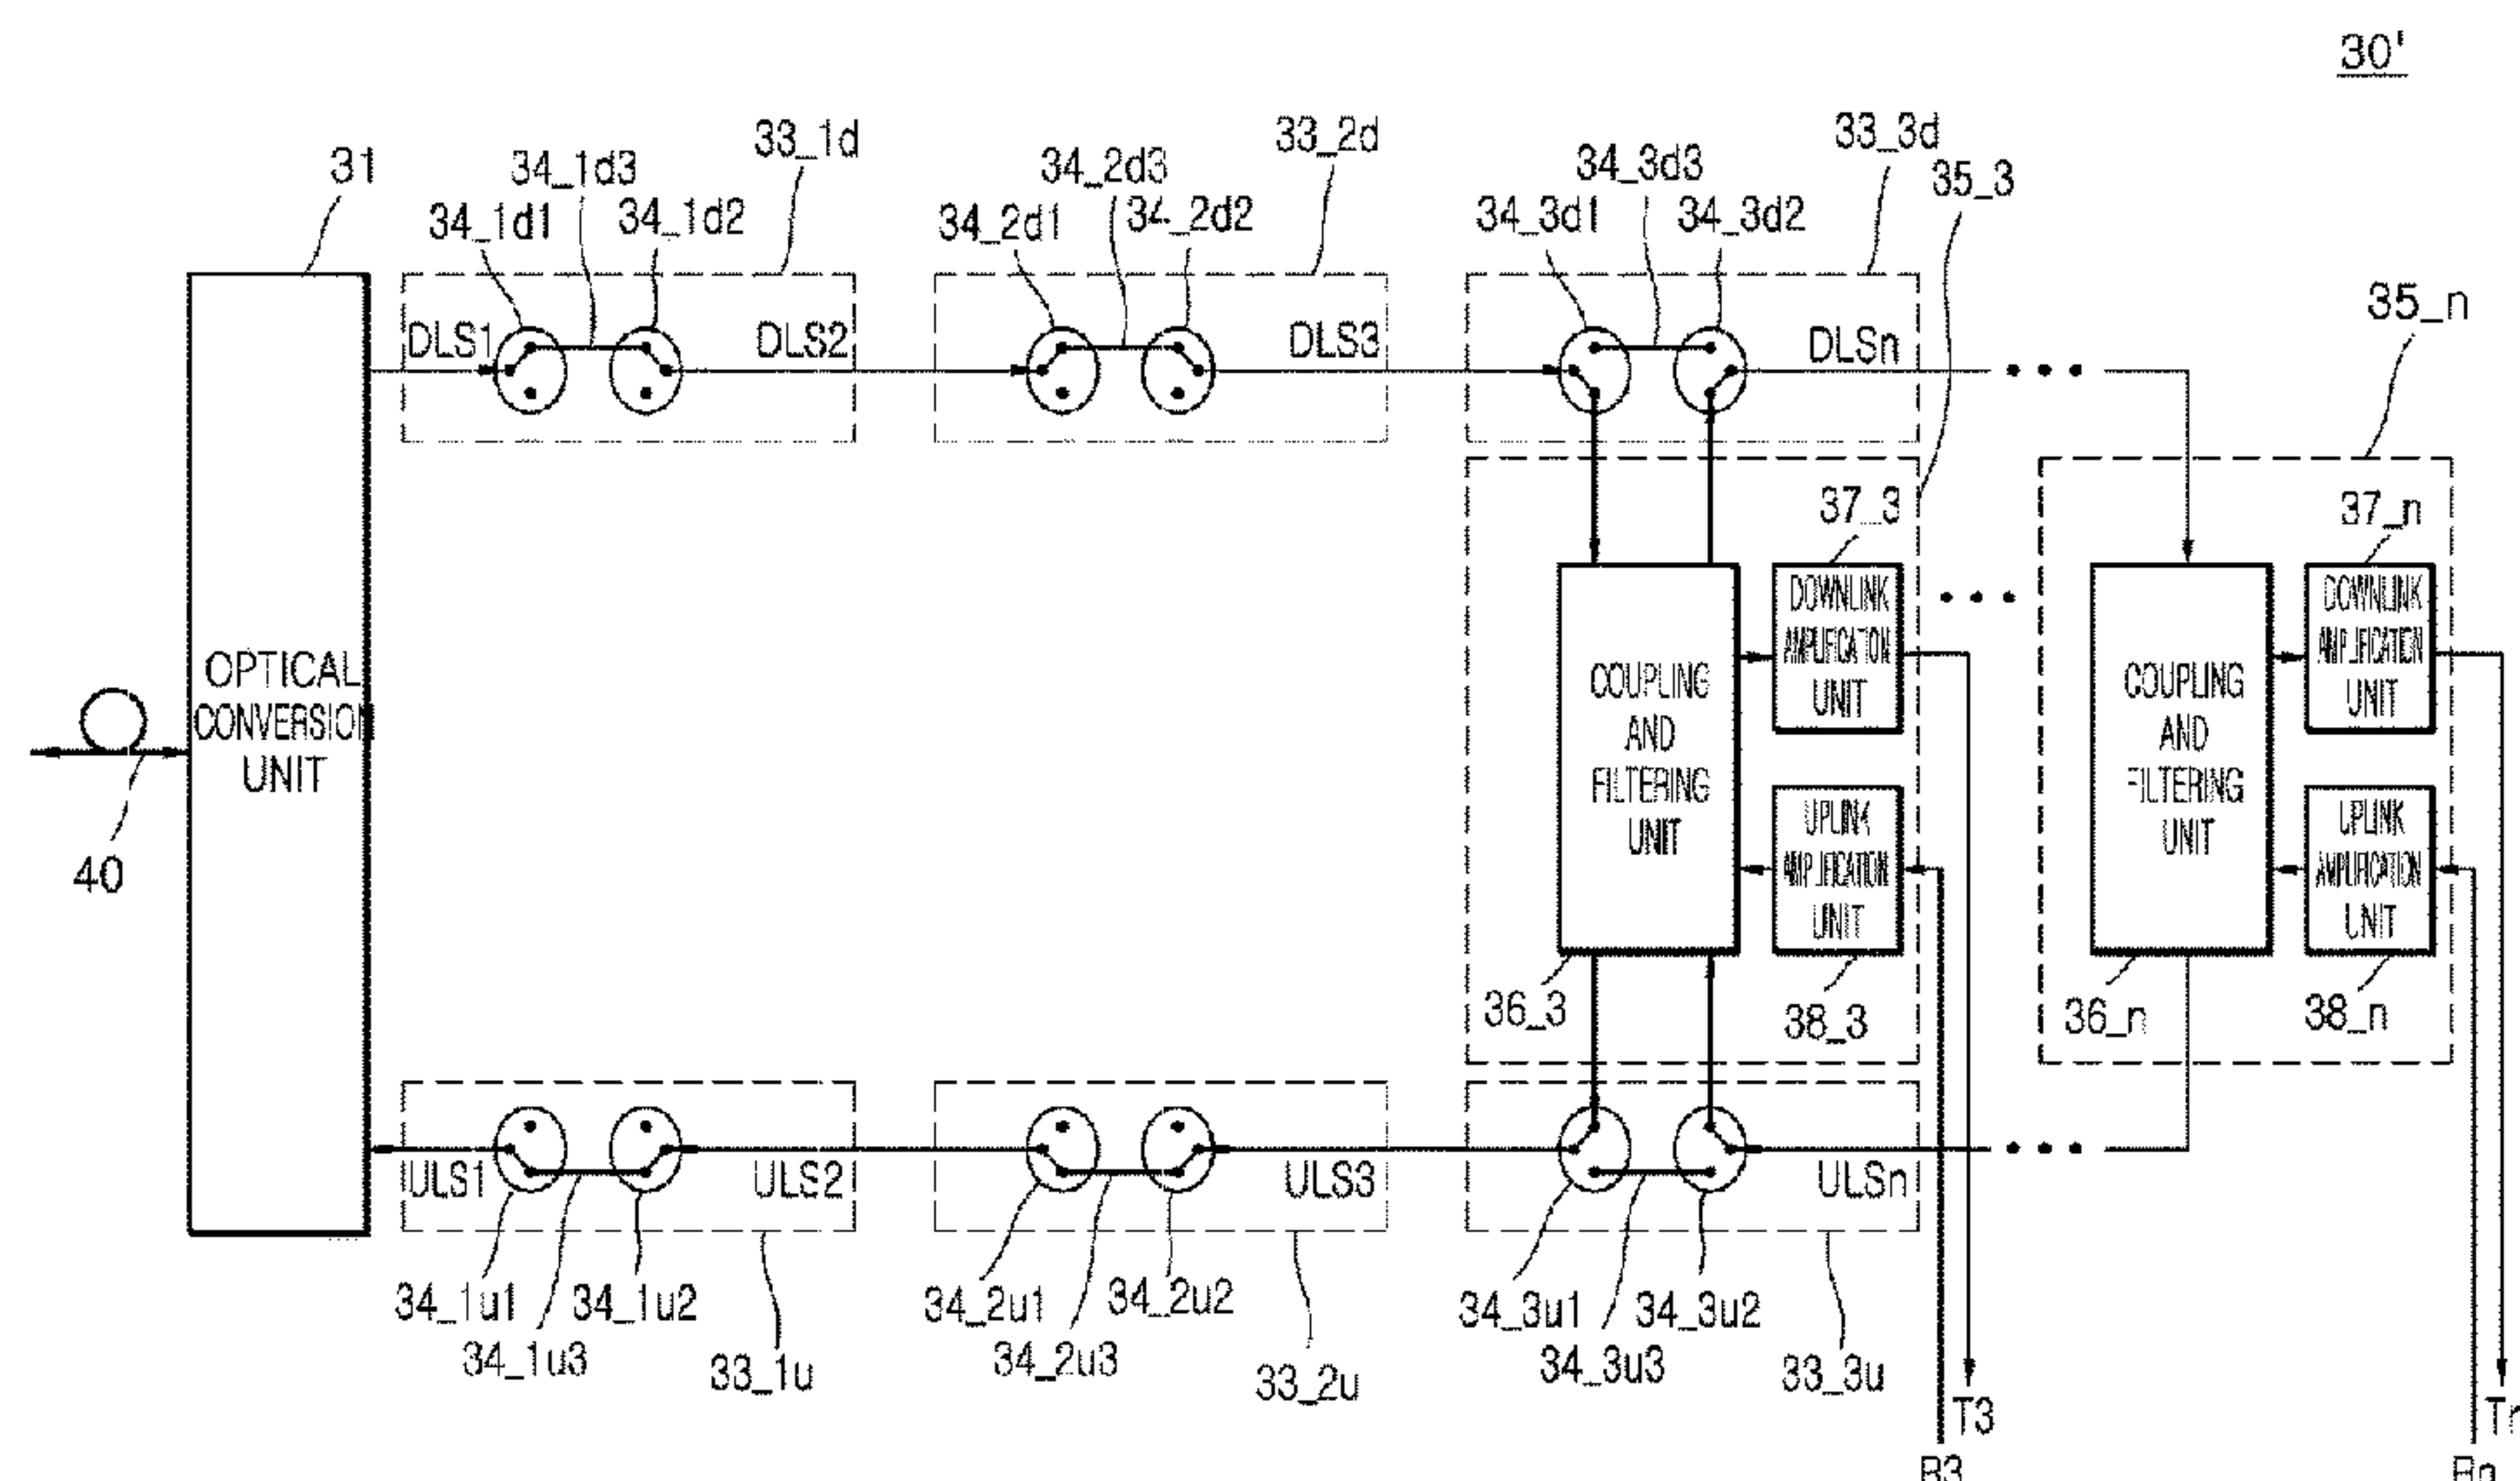 30'
33_1d
33_2d
33_3d
31
34_1d3
34_2d3
34_3d3
35_3
34_1d1
34_1d2
34_2d1
34_2d2
34_3d1
34_3d2
35_n
DLS1
DLS2
DLS3
DLSn
37_3
37_n
OPTICAL
CONVERSION
UNIT
COUPLING
AND
FILTERING
UNIT
DOWNLINK
AMPLIFICATION
UNIT
UPLINK
AMPLIFICATION
UNIT
COUPLING
AND
FILTERING
UNIT
DOWNLINK
AMPLIFICATION
UNIT
UPLINK
AMPLIFICATION
UNIT
40
36_3
38_3
36_n
38_n
ULS1
ULS2
ULS3
ULSn
34_1u1
34_1u2
34_2u1
34_2u2
34_3u1
34_3u2
34_1u3
34_2u3
34_3u3
33_1u
33_2u
33_3u
T3